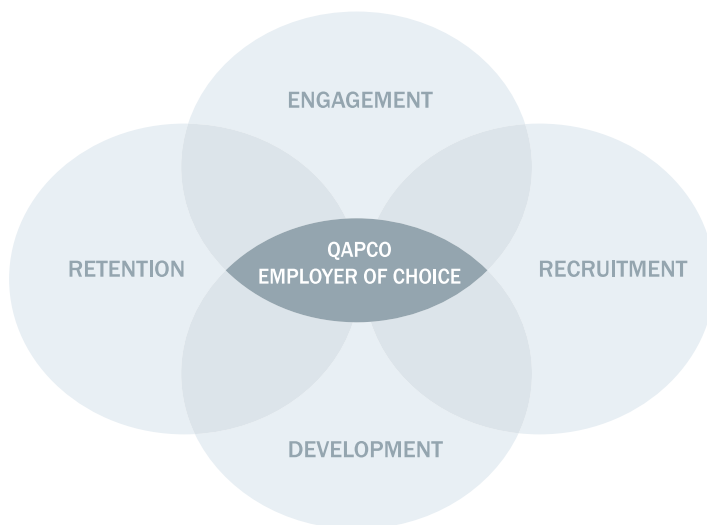 ENGAGEMENT
RETENTION
QAPCO
EMPLOYER OF CHOICE
RECRUITMENT
DEVELOPMENT